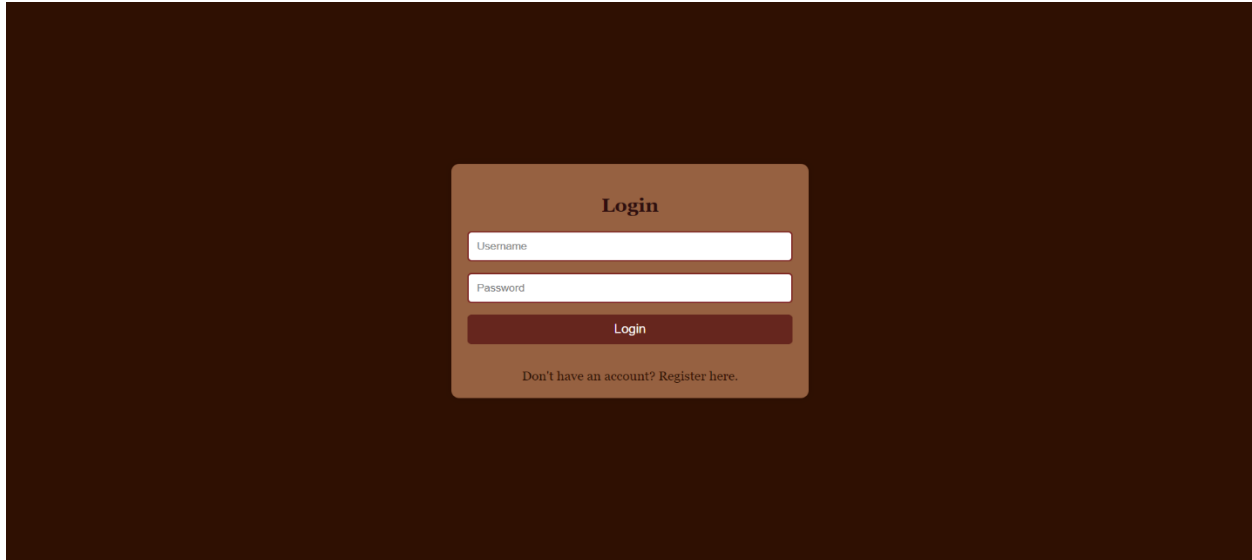 Login
Username
Password
Login
Don't have an account? Register here.